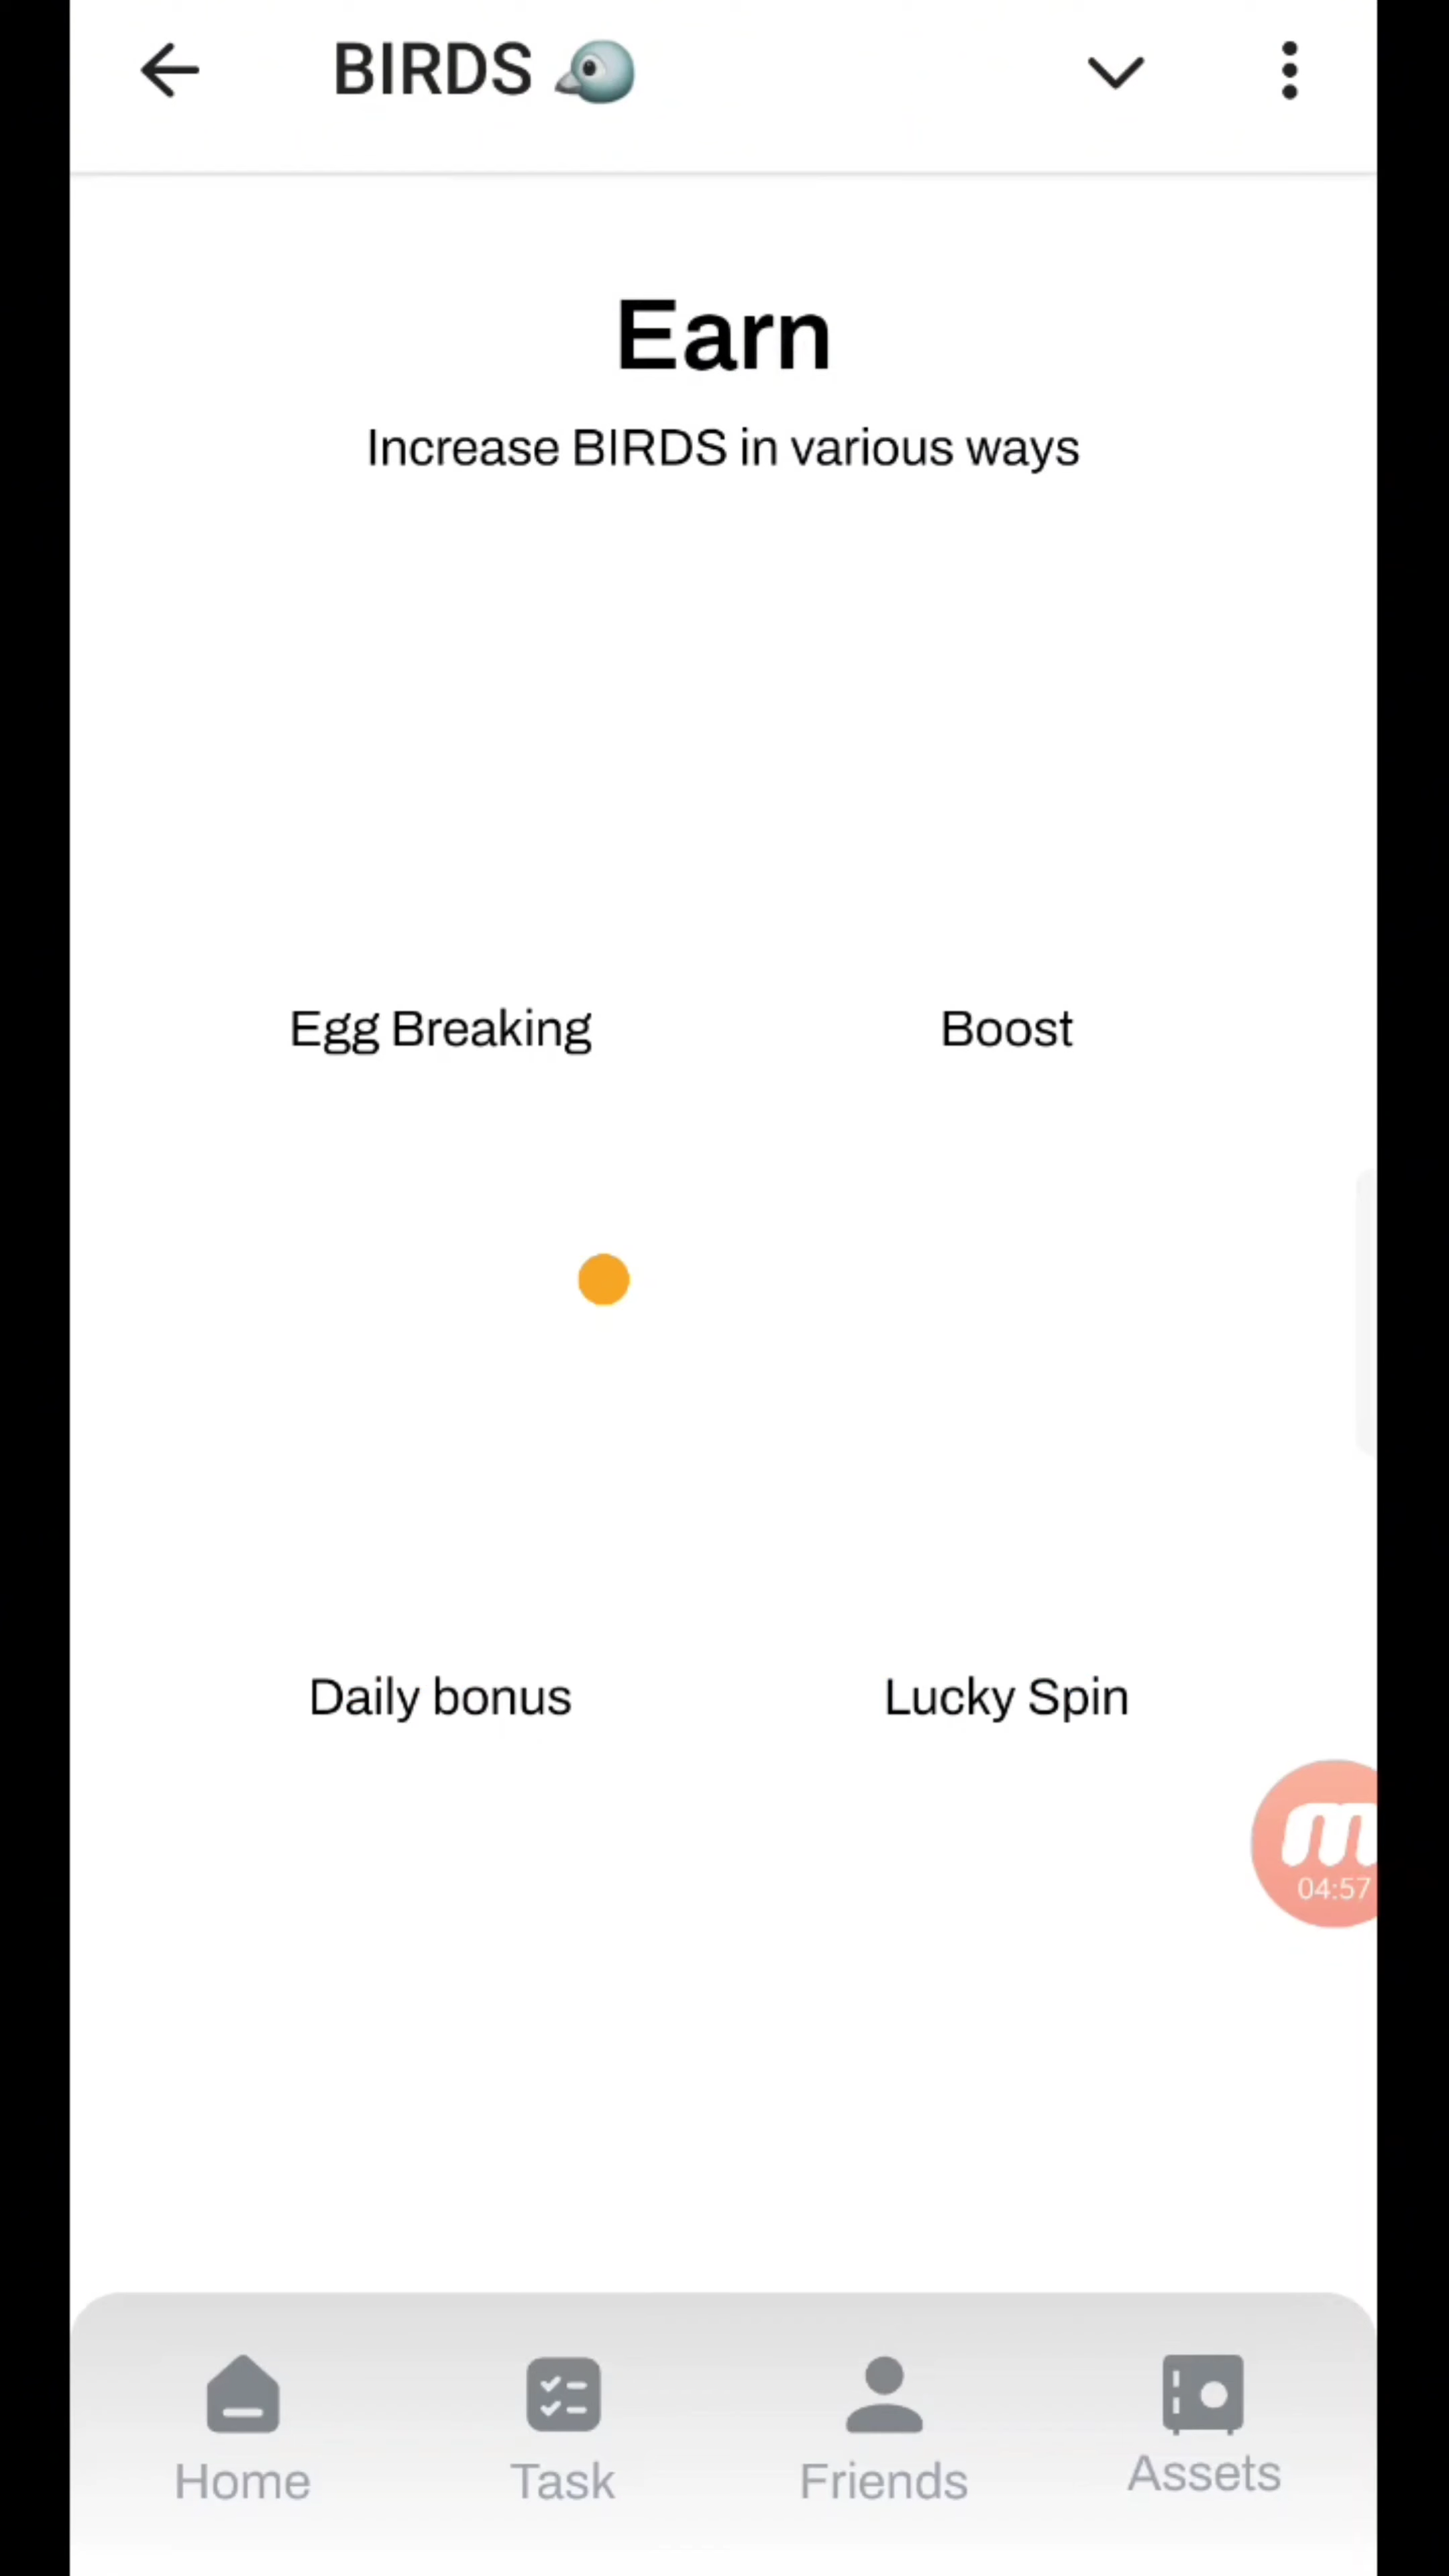 BIRDS
Earn
Increase BIRDS in various ways
Egg Breaking
Boost
Daily bonus
Lucky Spin
m
04:57
Home
Task
Friends
Assets